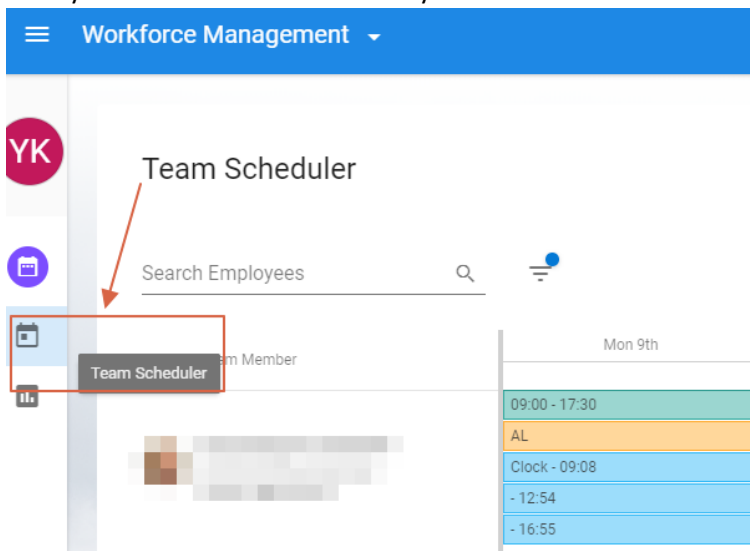 Workforce Management
YK
Team Scheduler
Search Employees
Mon 9th
Member
Team Scheduler
09:00 - 17:30
AL
Clock - 09:08
- 12:54
- 16:55